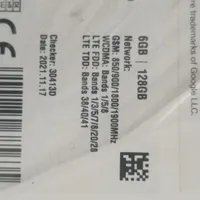 6GB | 128GB
Network:
GSM: 850/900/1800/1900MHz
WCDMA: Bands 1/5/8
LTE FDD: Bands 1/3/5/7/8/20/28
LTE TDD: Bands 38/40/41
Checker: 30413D
Date: 2021.11.17
trademarks of Google LLC.